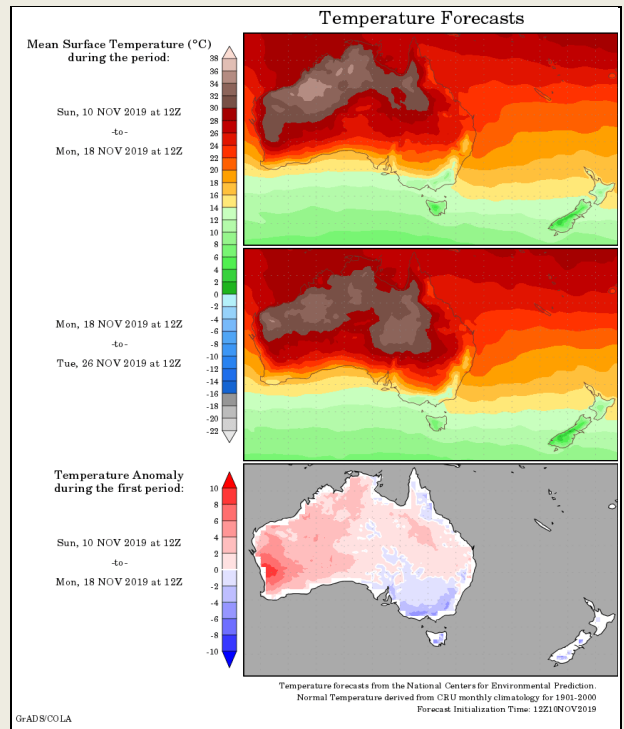 Temperature Forecasts
Mean Surface Temperature (°C)
during the period:
Sun, 10 NOV 2019 at 12Z
-to-
Mon, 18 NOV 2019 at 12Z
38
36
34
32
30
28
26
24
22
20
18
16
14
12
10
8
6
4
2
0
-2
-4
-6
-8
-10
-12
-14
-16
-18
-20
-22
Mon, 18 NOV 2019 at 12Z
-to-
Tue, 26 NOV 2019 at 12Z
Temperature Anomaly
during the first period:
Sun, 10 NOV 2019 at 12Z
-to-
Mon, 18 NOV 2019 at 12Z
10
8
6
4
2
0
-2
-4
-6
-8
-10
Temperature forecasts from the National Centers for Environmental Prediction.
Normal Temperature derived from CRU monthly climatology for 1901-2000
Forecast Initialization Time: 12Z10NOV2019
GrADS/COLA